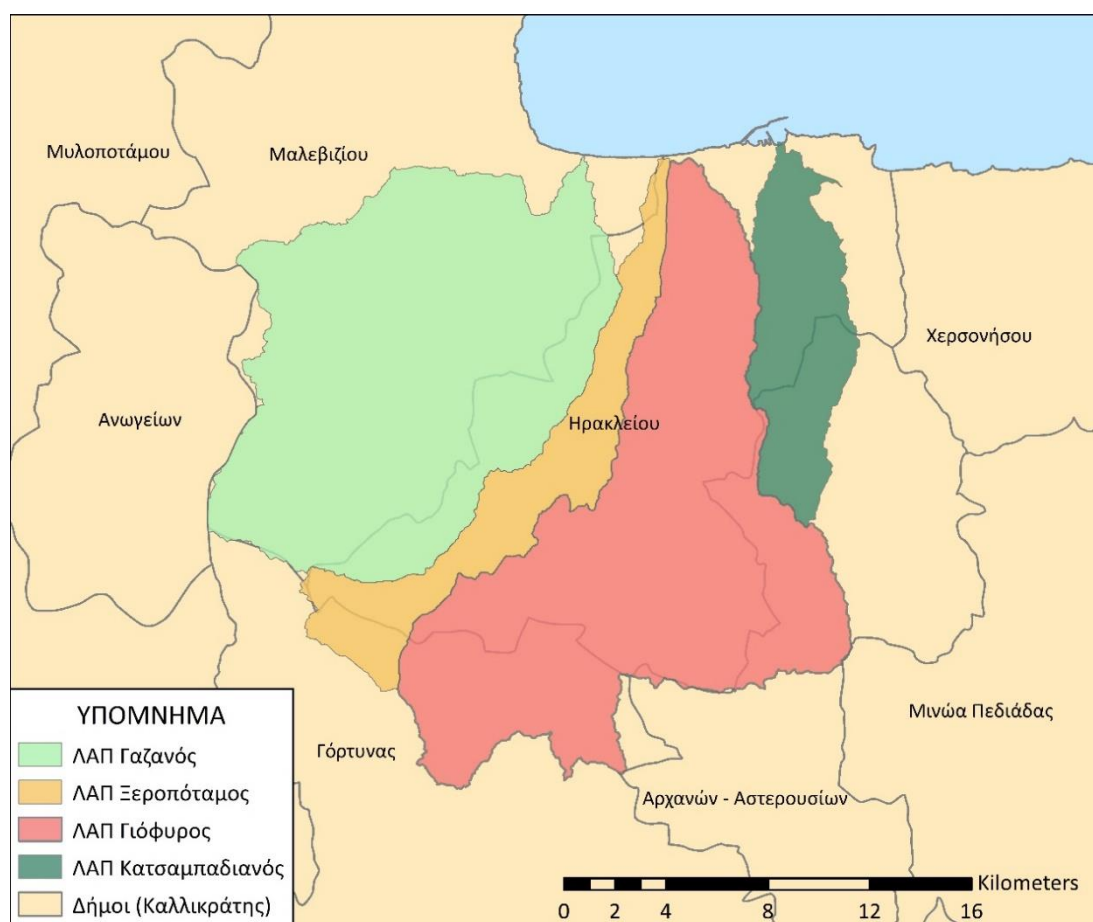 Μυλοποτάμου
Μαλεβιζίου
Χερσονήσου
Ανωγείων
Ηρακλείου
Μινώα Πεδιάδας
Γόρτυνας
Αρχανών - Αστερουσίων
ΥΠΟΜΝΗΜΑ
ΛΑΠ Γαζανός
ΛΑΠ Ξεροπόταμος
ΛΑΠ Γιόφυρος
ΛΑΠ Κατσαμπαδιανός
Δήμοι (Καλλικράτης)
Kilometers
0 2 4 8 12 16